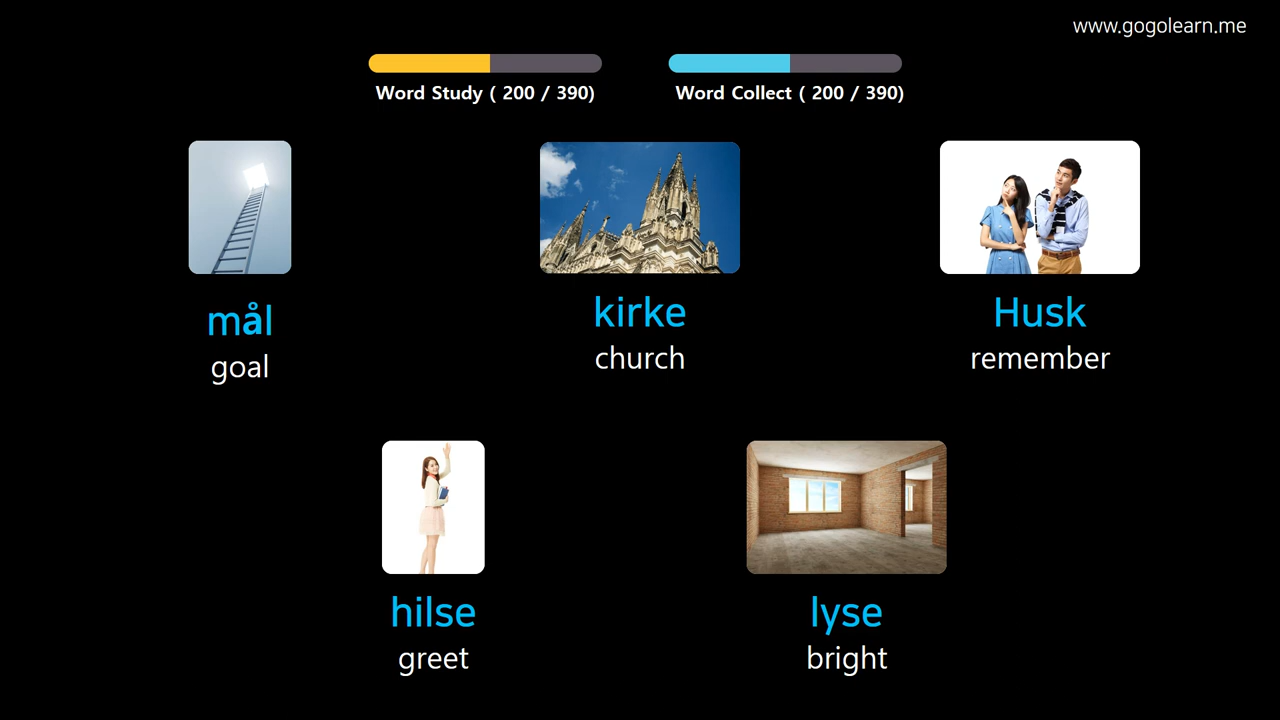 www.gogolearn.me
Word Study ( 200 / 390)
Word Collect ( 200 / 390)
mål
goal
kirke
church
Husk
remember
hilse
greet
lyse
bright